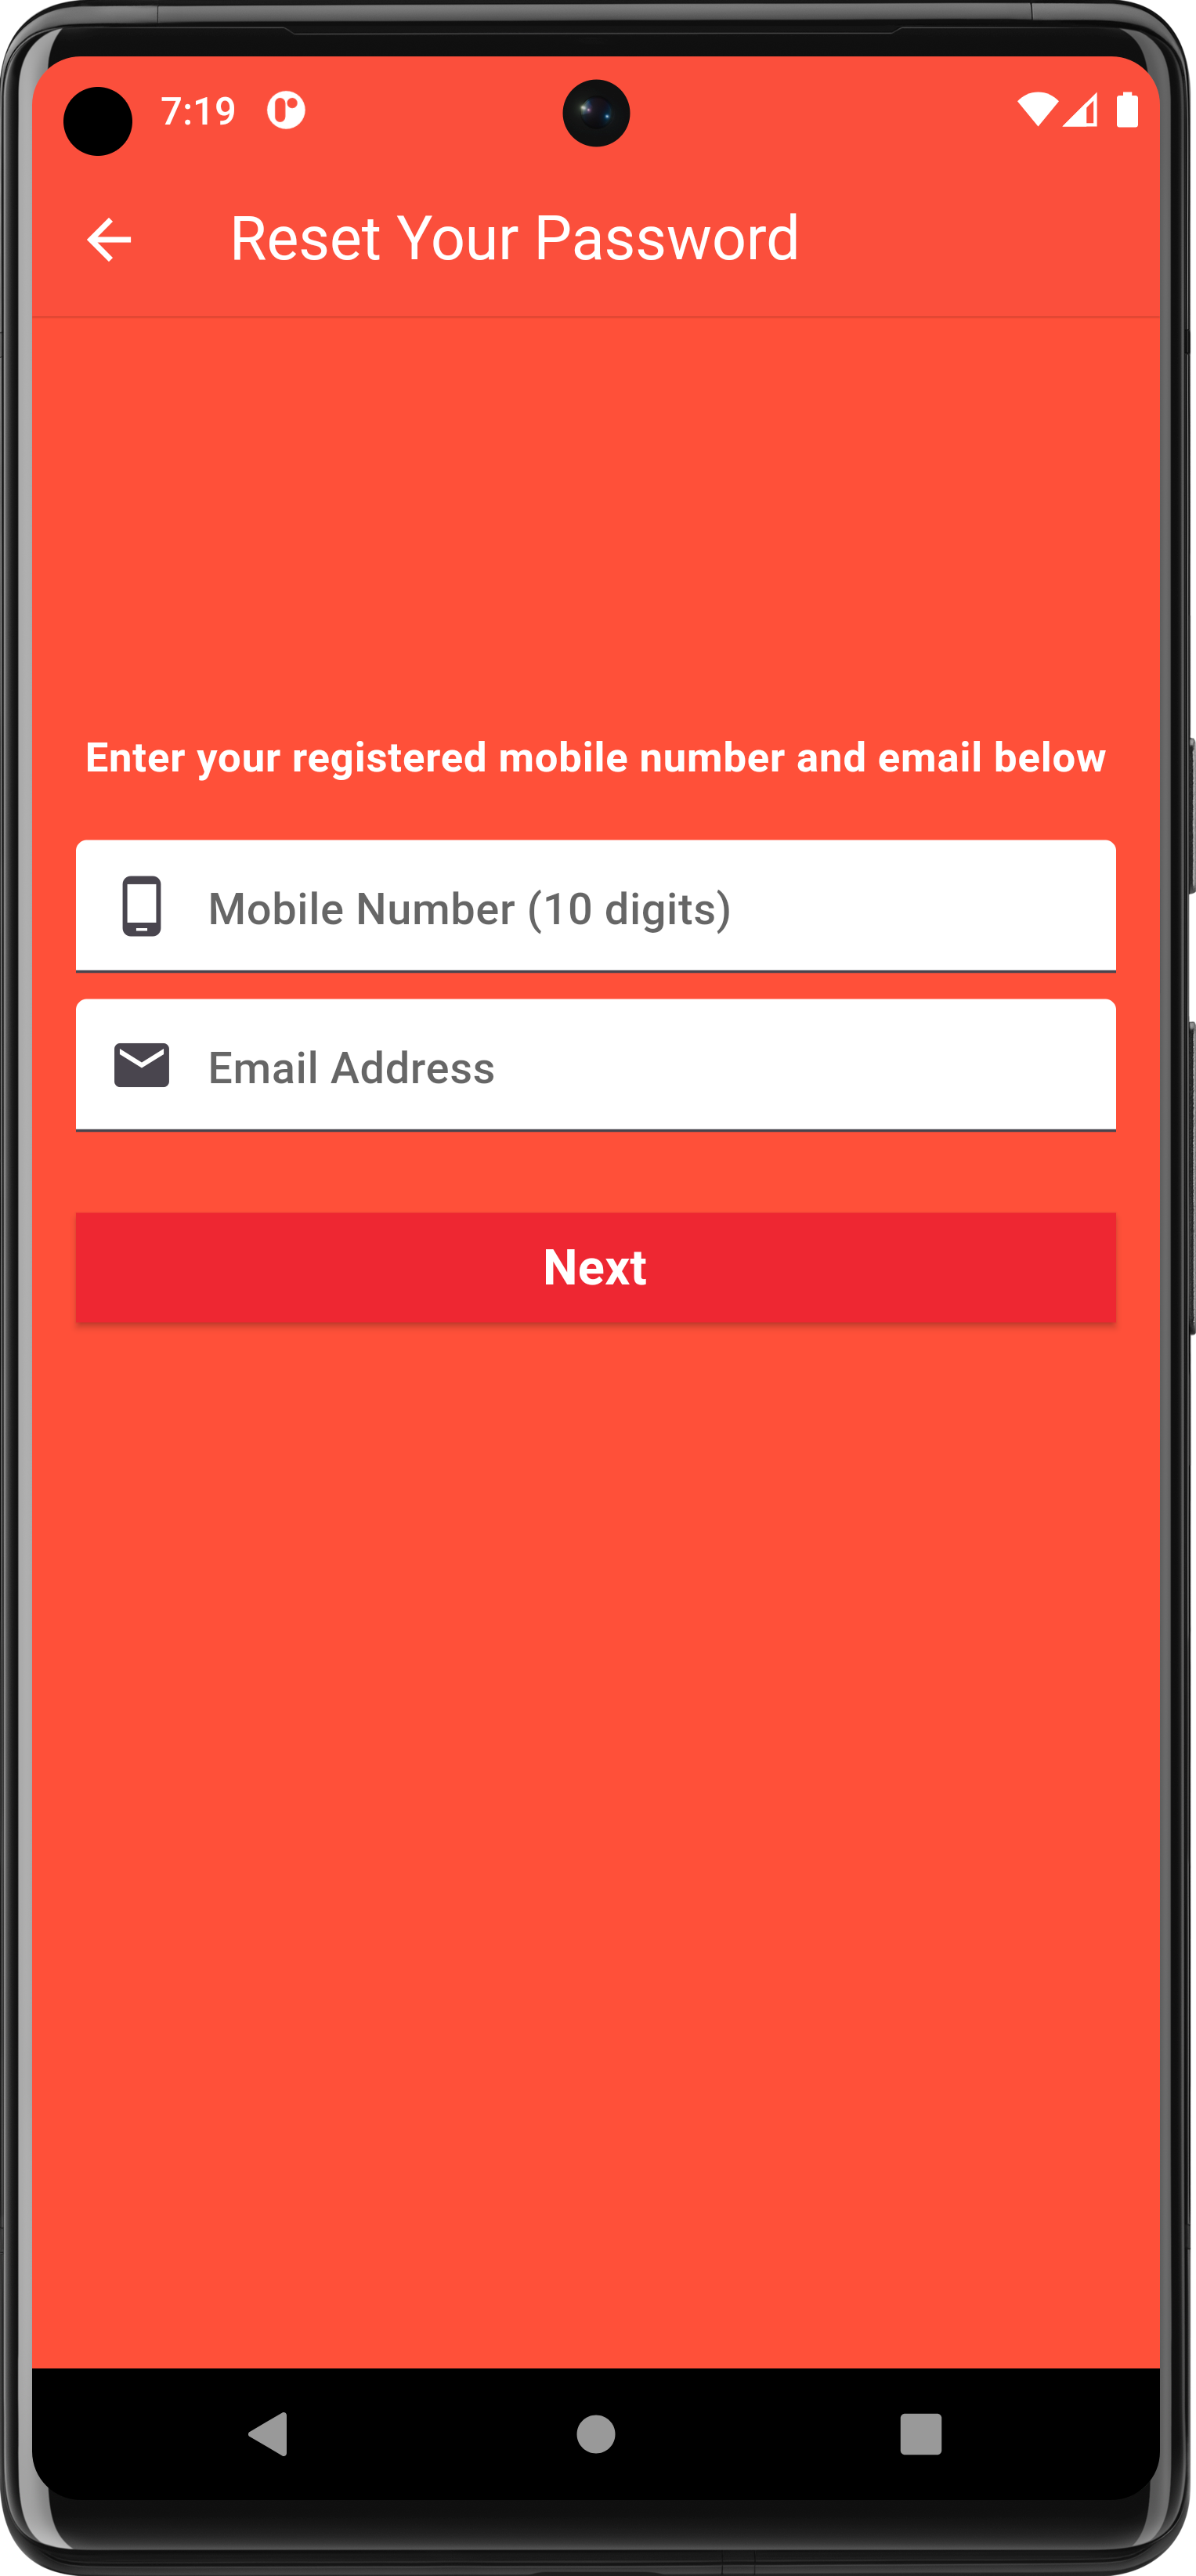 7:19
Reset Your Password
Enter your registered mobile number and email below
Mobile Number (10 digits)
Email Address
Next